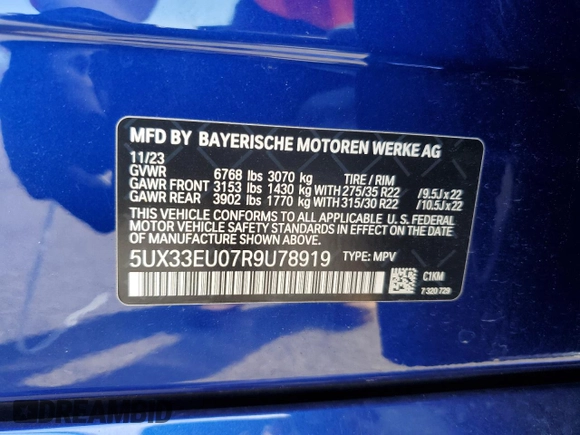 MFD BY BAYERISCHE MOTOREN WERKE AG
11/23
GVWR 6768 lbs 3070 kg TIRE / RIM
GAWR FRONT 3153 lbs 1430 kg WITH 275/35 R22 /9.5Jx22
GAWR REAR 3902 lbs 1770 kg WITH 315/30 R22 /10.5Jx22
THIS VEHICLE CONFORMS TO ALL APPLICABLE U. S. FEDERAL
MOTOR VEHICLE SAFETY STANDARDS IN EFFECT ON THE
DATE OF MANUFACTURE SHOWN ABOVE.
5UX33EU07R9U78919 TYPE: MPV
C1KM
7 320 729
DREAMBID